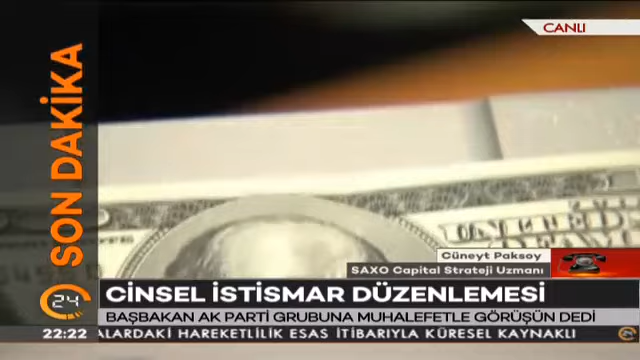 CANLI
SON DAKİKA
Cüneyt Paksoy
SAXO Capital Strateji Uzmanı
24
CİNSEL İSTİSMAR DÜZENLEMESİ
BAŞBAKAN AK PARTİ GRUBUNA MUHALEFETLE GÖRÜŞÜN DEDİ
22:22 ALARDAKİ HAREKETLİLİK ESAS İTİBARIYLA KÜRESEL KAYNAKLI